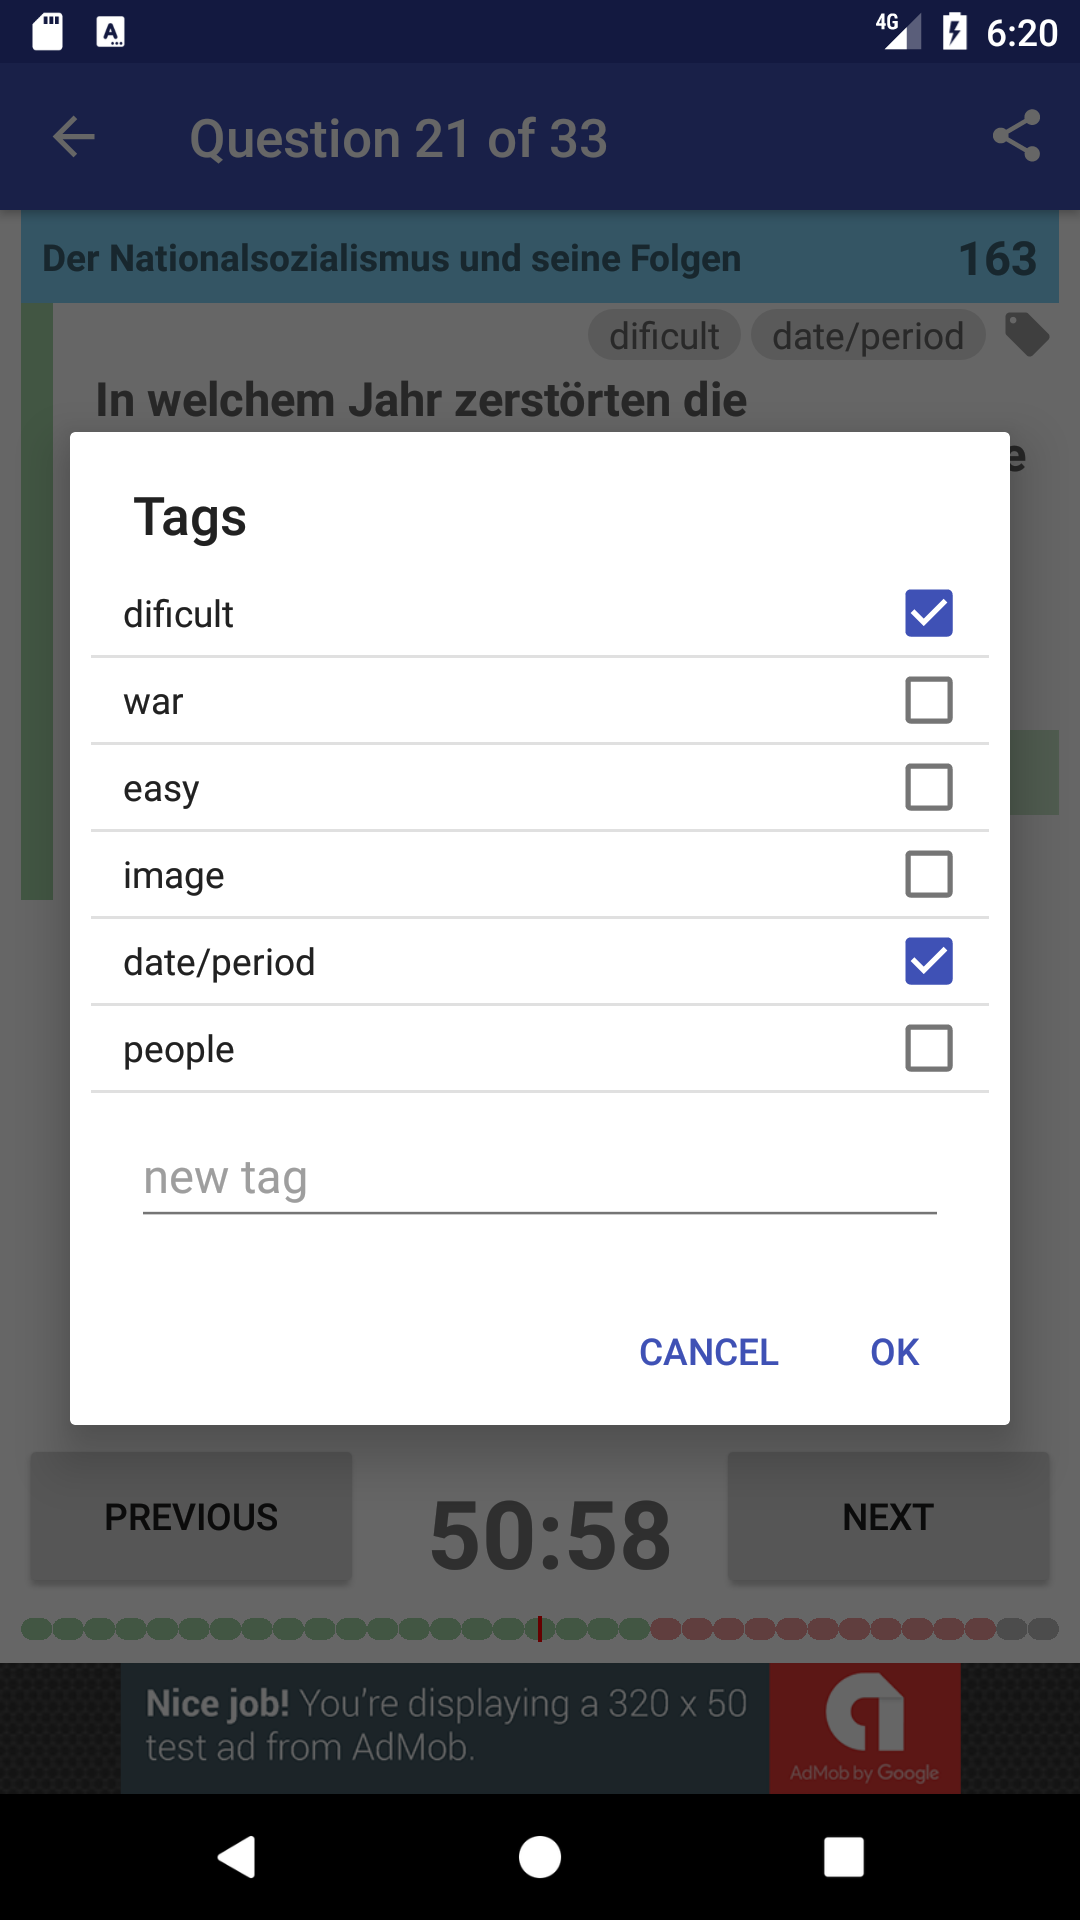 4G 6:20
Question 21 of 33
Der Nationalsozialismus und seine Folgen 163
dificult date/period
In welchem Jahr zerstörten die
e
Tags
dificult
war
easy
image
date/period
people
new tag
CANCEL OK
PREVIOUS 50:58 NEXT
Nice job! You're displaying a 320 x 50
test ad from AdMob.
AdMob by Google